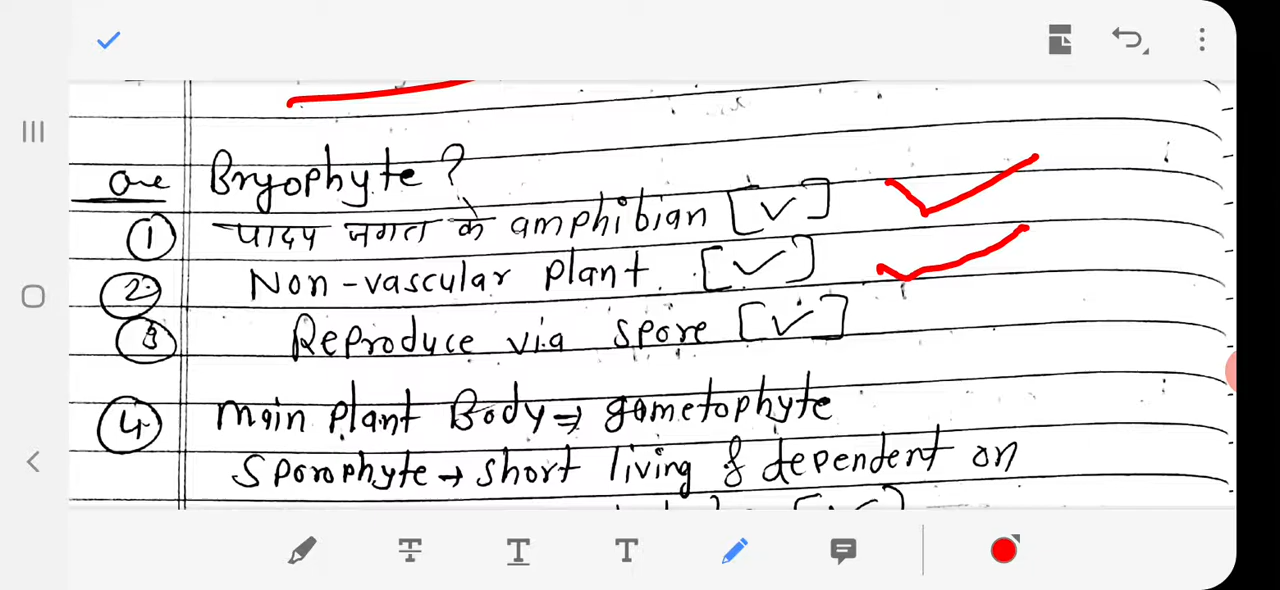 Que Bryophyte?
① पादप जगत के amphibian [✓]
② Non-vascular plant. [✓]
③ Reproduce via spore [✓]
④ main plant Body ⇒ gametophyte
Sporophyte → short living & dependent on